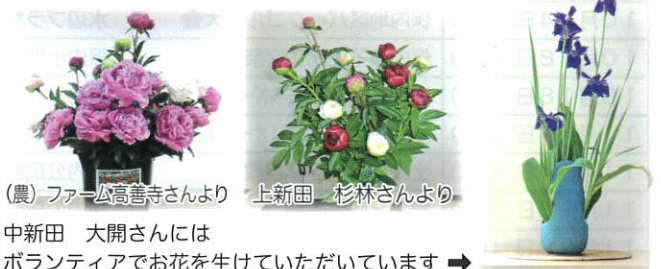 (農)ファーム高善寺さんより
上新田 杉林さんより
中新田 大開さんには
ボランティアでお花を生けていただいています➡